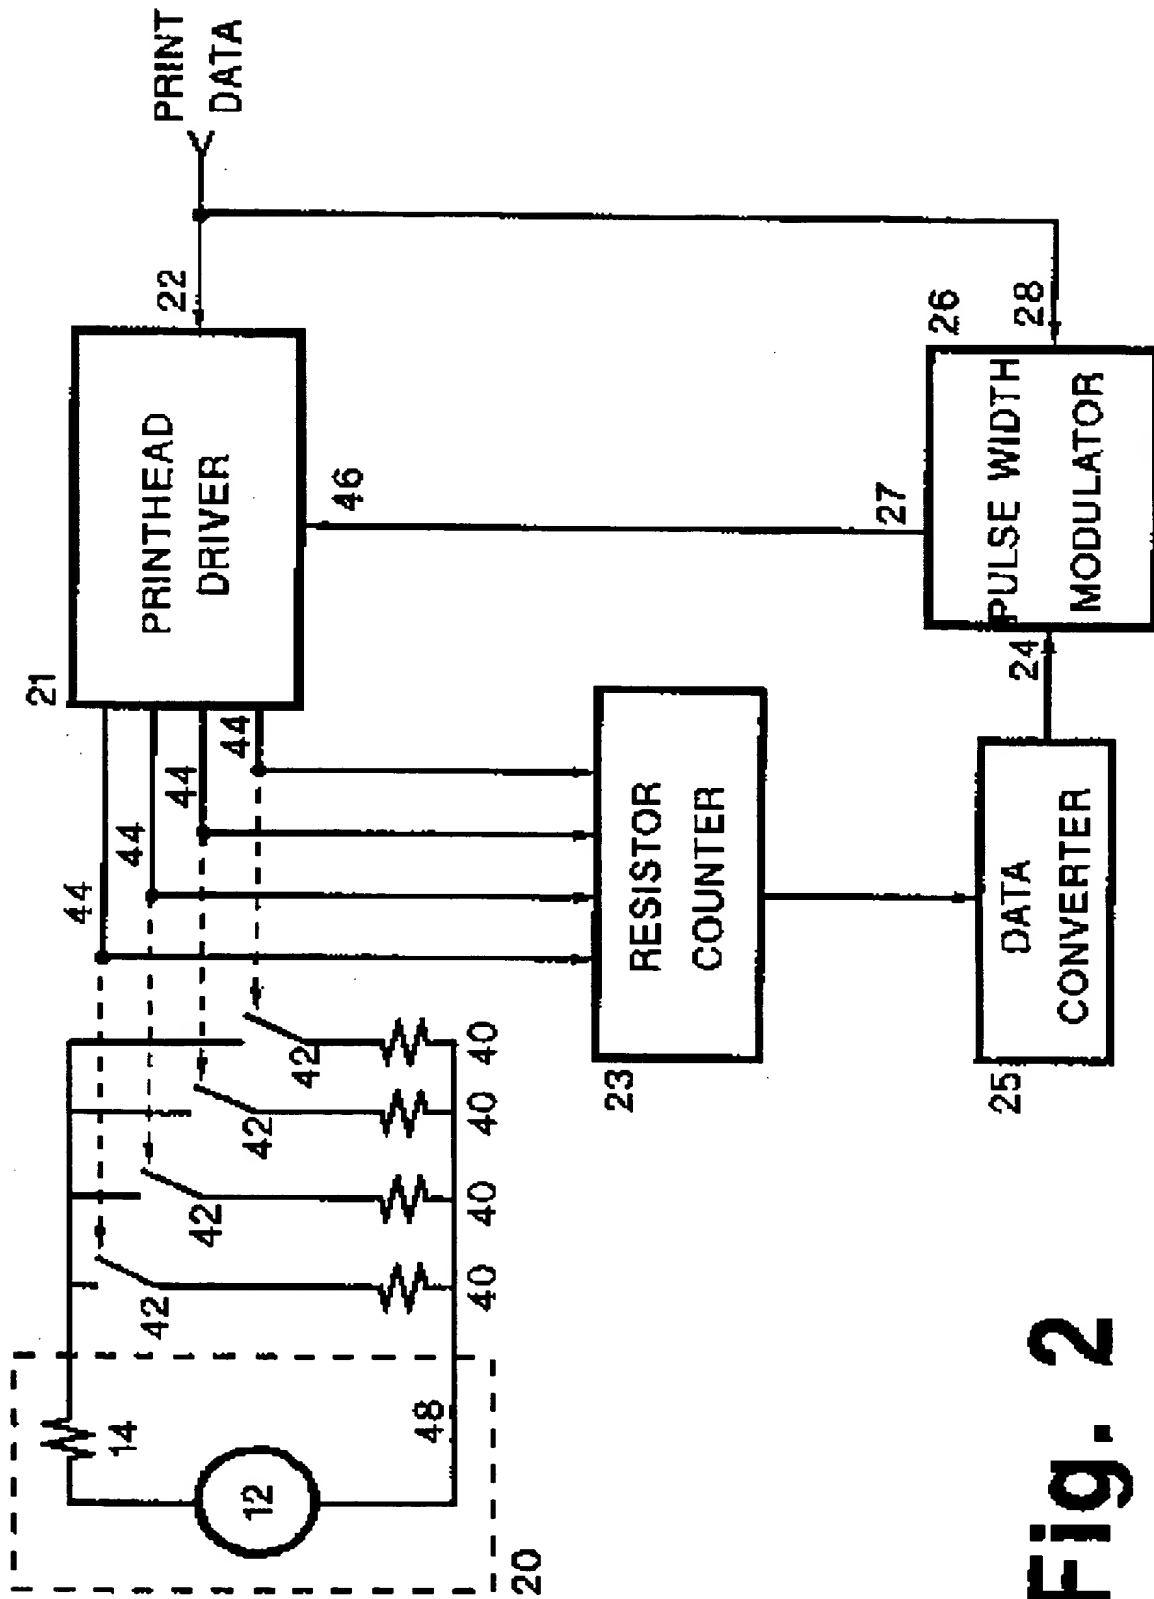 20
12
14
48
42
42
42
42
40
40
40
40
44
44
44
44
21
PRINTHEAD
DRIVER
22
46
PRINT
DATA
23
RESISTOR
COUNTER
25
DATA
CONVERTER
24
27
26
28
PULSE WIDTH
MODULATOR
Fig. 2